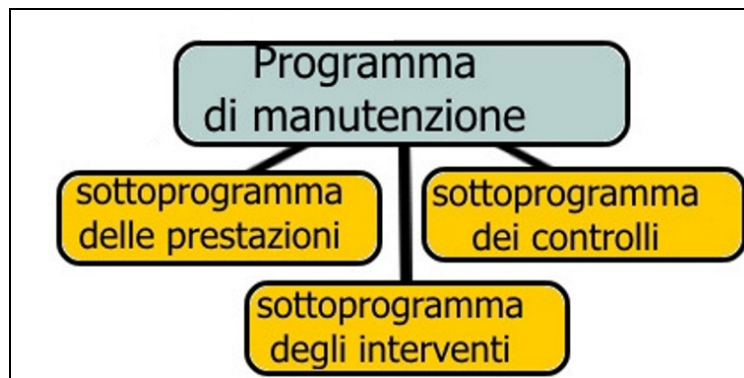 Programma
di manutenzione
sottoprogramma
delle prestazioni
sottoprogramma
dei controlli
sottoprogramma
degli interventi